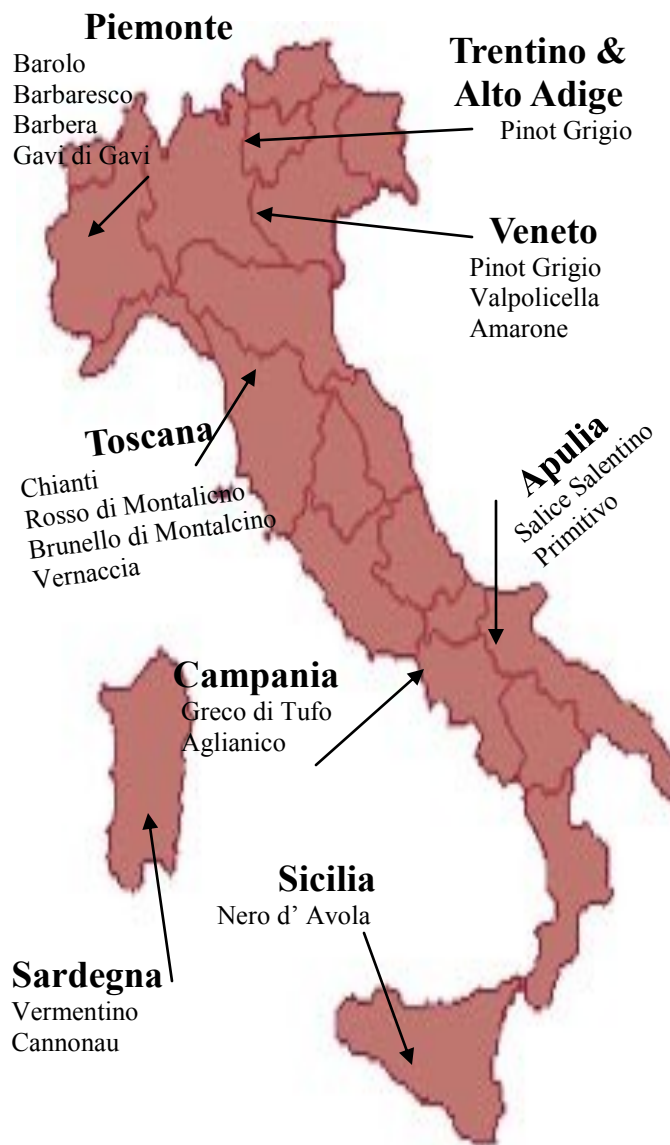 Piemonte
Barolo
Barbaresco
Barbera
Gavi di Gavi
Trentino &
Alto Adige
Pinot Grigio
Veneto
Pinot Grigio
Valpolicella
Amarone
Toscana
Chianti
Rosso di Montalicno
Brunello di Montalcino
Vernaccia
Apulia
Salice Salentino
Primitivo
Campania
Greco di Tufo
Aglianico
Sicilia
Nero d’ Avola
Sardegna
Vermentino
Cannonau